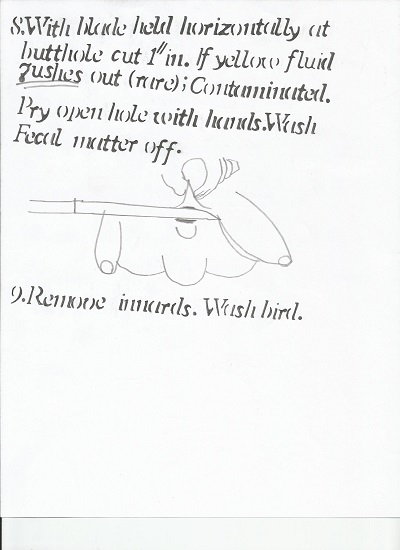 8.With blade held horizontally at
butthole cut 1" in. If yellow fluid
gushes out (rare); Contaminated.
Pry open hole with hands.Wash
Fecal matter off.
9.Remove innards. Wash bird.